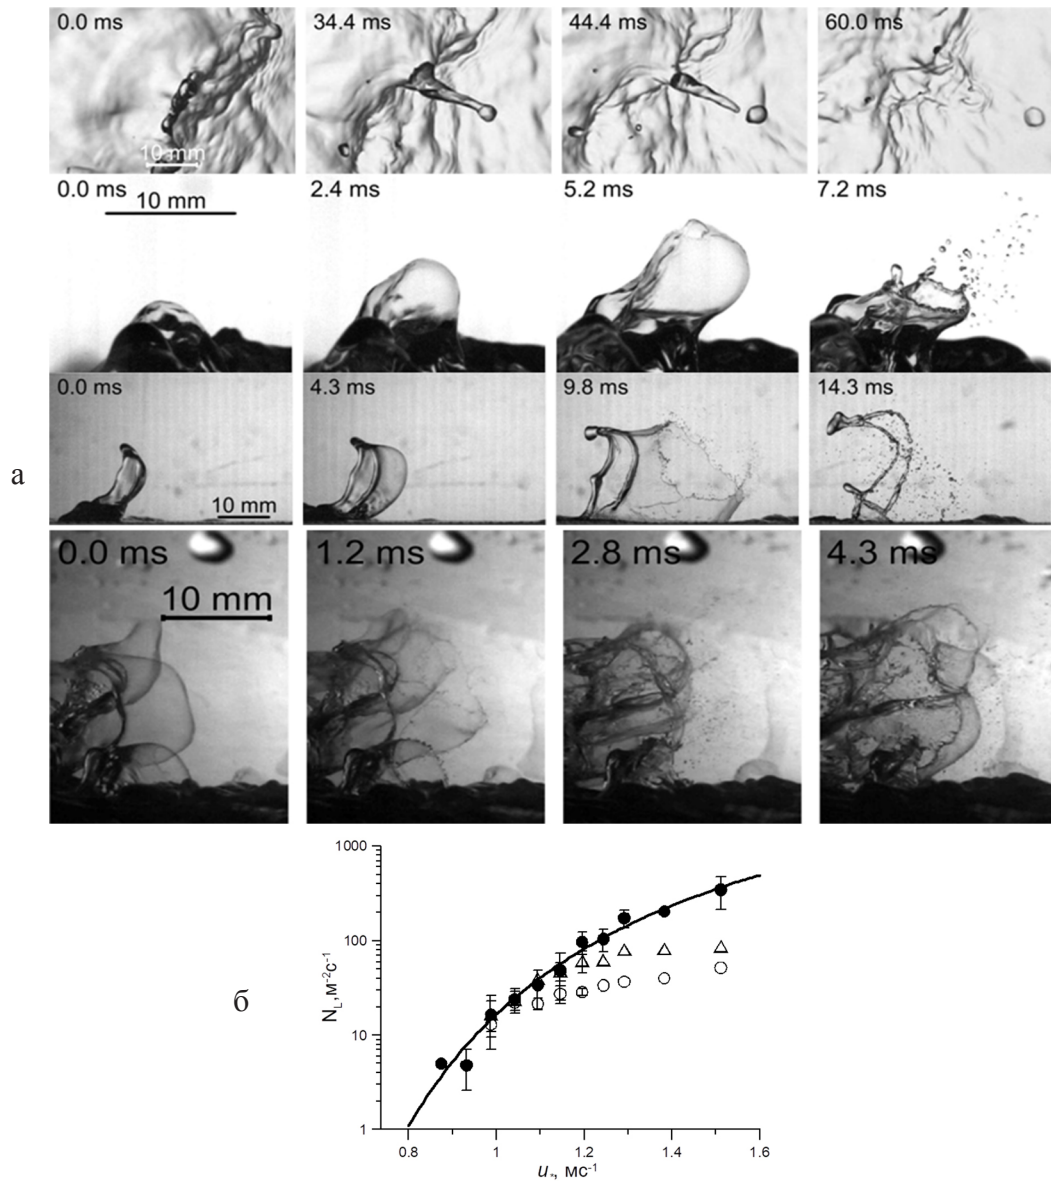 0.0 ms 34.4 ms 44.4 ms 60.0 ms
10 mm
0.0 ms 2.4 ms 5.2 ms 7.2 ms
10 mm
0.0 ms 4.3 ms 9.8 ms 14.3 ms
а
10 mm
0.0 ms 1.2 ms 2.8 ms 4.3 ms
10 mm
б
1000
100
10
1
N_L, м⁻²с⁻¹
0.8 1 1.2 1.4 1.6
u_*, мс⁻¹